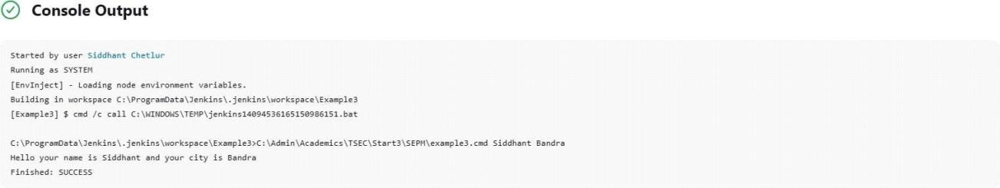 Console Output
Started by user Siddhant Chetlur
Running as SYSTEM
[EnvInject] - Loading node environment variables.
Building in workspace C:\ProgramData\Jenkins\.jenkins\workspace\Example3
[Example3] $ cmd /c call C:\WINDOWS\TEMP\jenkins14094536165150986151.bat
C:\ProgramData\Jenkins\.jenkins\workspace\Example3>C:\Admin\Academics\TSEC\Start3\SEPM\example3.cmd Siddhant Bandra
Hello your name is Siddhant and your city is Bandra
Finished: SUCCESS